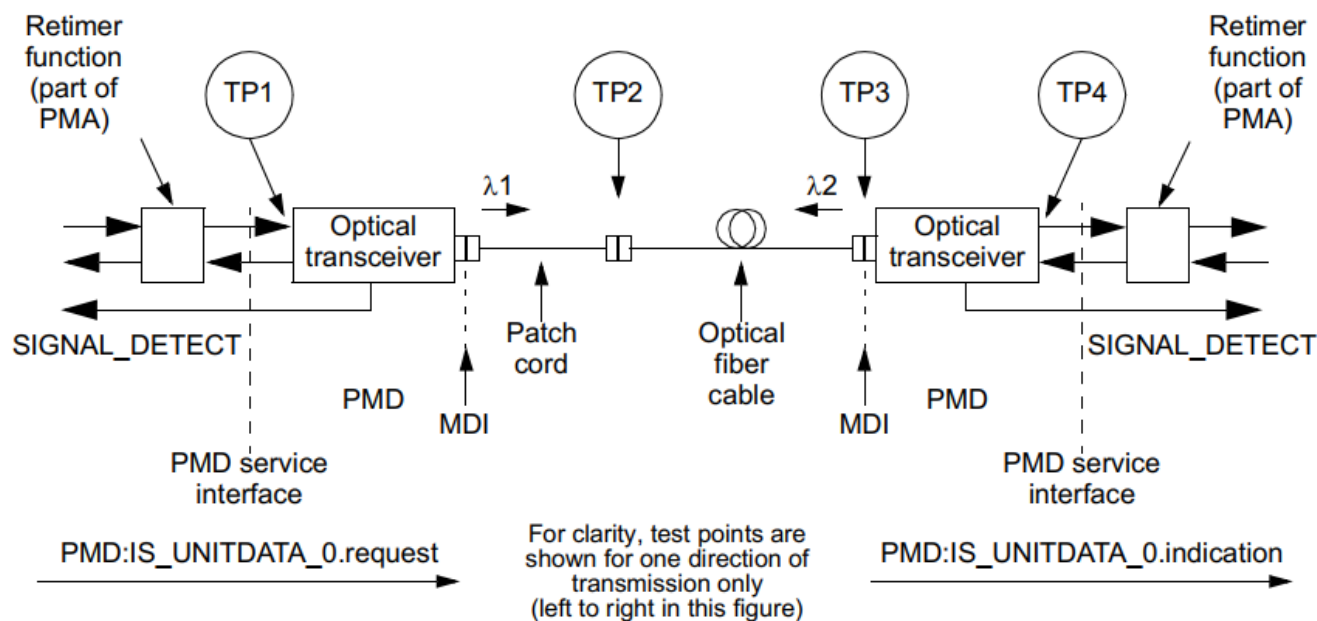 Retimer
function
(part of
PMA)
TP1
TP2
TP3
TP4
Retimer
function
(part of
PMA)
λ1
λ2
Optical
transceiver
Optical
transceiver
SIGNAL_DETECT
Patch
cord
Optical
fiber
cable
SIGNAL_DETECT
PMD
MDI
MDI
PMD
PMD service
interface
PMD service
interface
PMD:IS_UNITDATA_0.request
For clarity, test points are
shown for one direction of
transmission only
(left to right in this figure)
PMD:IS_UNITDATA_0.indication